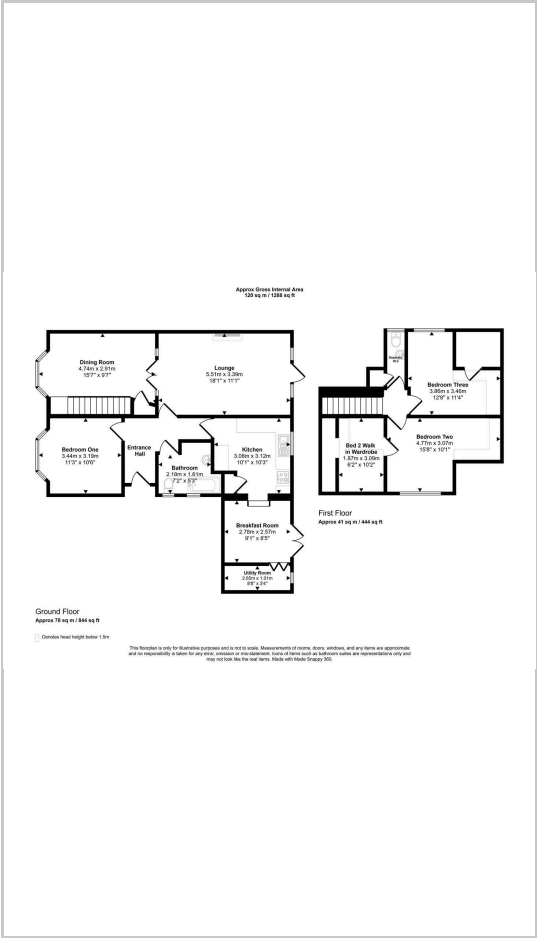 Approx Gross Internal Area
120 sq m / 1288 sq ft
Dining Room
4.74m x 2.91m
15'7" x 9'7"
Lounge
5.51m x 3.39m
18'1" x 11'1"
Bedroom One
3.44m x 3.19m
11'3" x 10'6"
Entrance
Hall
Bathroom
2.18m x 1.61m
7'2" x 5'3"
Kitchen
3.08m x 3.12m
10'1" x 10'3"
Breakfast Room
2.78m x 2.57m
9'1" x 8'5"
Utility Room
2.65m x 1.01m
8'8" x 3'4"
Ground Floor
Approx 78 sq m / 844 sq ft
Denotes head height below 1.5m
Bedroom Three
3.86m x 3.46m
12'8" x 11'4"
Bed 2 Walk
in Wardrobe
1.87m x 3.09m
6'2" x 10'2"
Bedroom Two
4.77m x 3.07m
15'8" x 10'1"
First Floor
Approx 41 sq m / 444 sq ft
This floorplan is only for illustrative purposes and is not to scale. Measurements of rooms, doors, windows, and any items are approximate
and no responsibility is taken for any error, omission or mis-statement. Icons of items such as bathroom suites are representations only and
may not look like the real items. Made with Made Snappy 360.